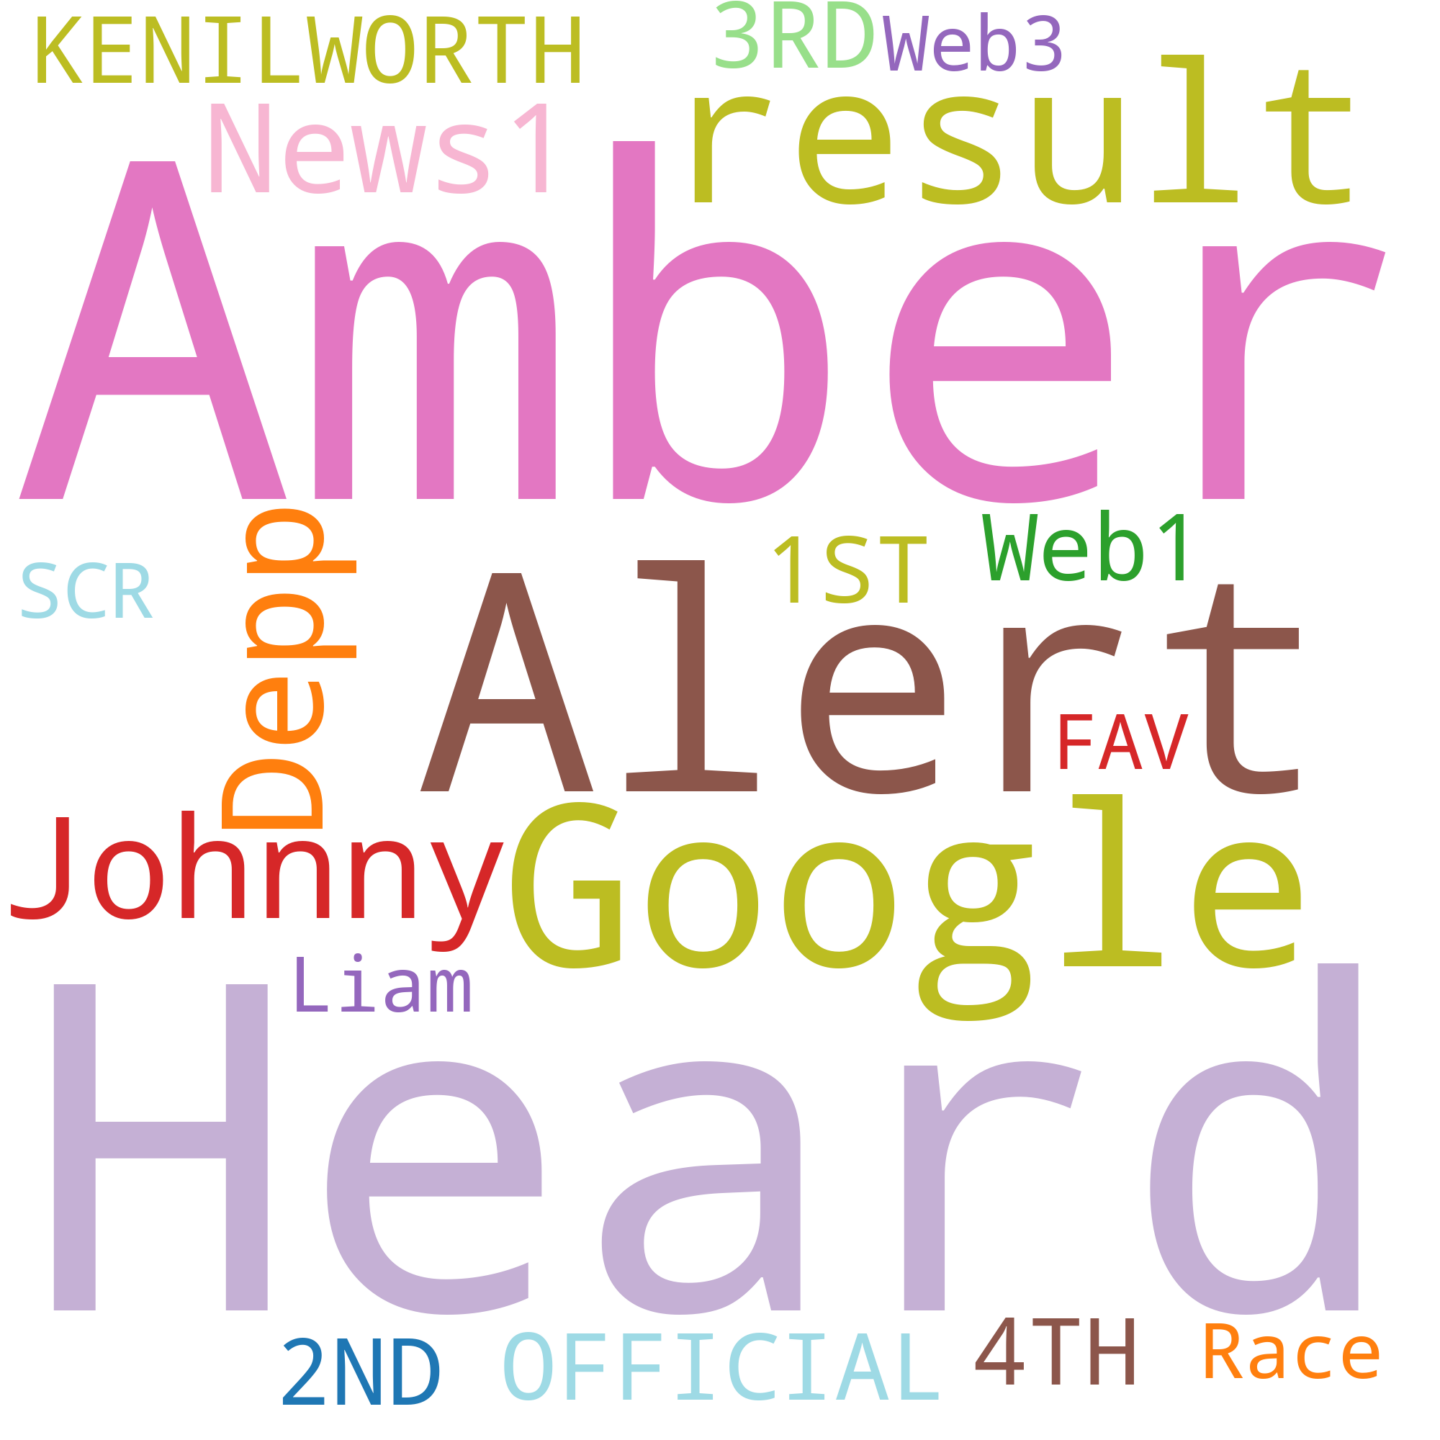 KENILWORTH
3RD
Web3
News1
result
Amber
SCR
Depp
1ST
Web1
Alert
FAV
Johnny
Google
Liam
Heard
2ND
OFFICIAL
4TH
Race